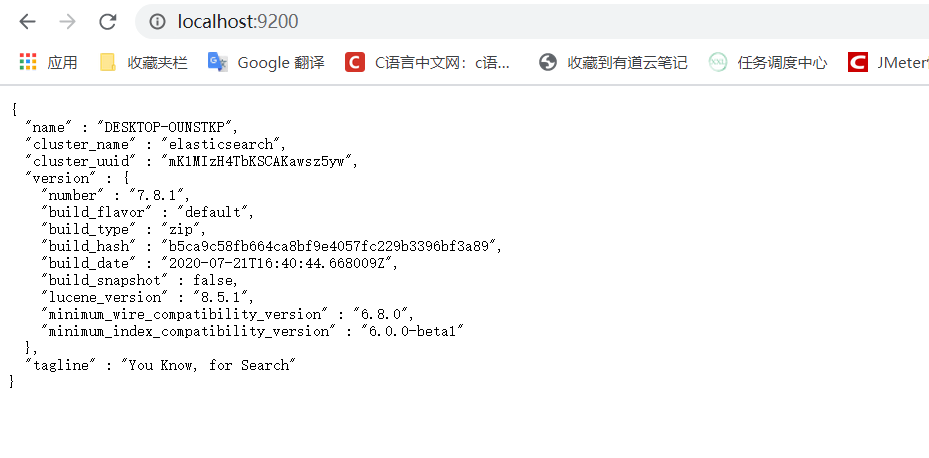 localhost:9200
应用 收藏夹栏 Google 翻译 C语言中文网：c语... 收藏到有道云笔记 XXL 任务调度中心 C JMeter
{
"name" : "DESKTOP-OUNSTKP",
"cluster_name" : "elasticsearch",
"cluster_uuid" : "mK1MIzH4TbKSCAKawsz5yw",
"version" : {
"number" : "7.8.1",
"build_flavor" : "default",
"build_type" : "zip",
"build_hash" : "b5ca9c58fb664ca8bf9e4057fc229b3396bf3a89",
"build_date" : "2020-07-21T16:40:44.668009Z",
"build_snapshot" : false,
"lucene_version" : "8.5.1",
"minimum_wire_compatibility_version" : "6.8.0",
"minimum_index_compatibility_version" : "6.0.0-beta1"
},
"tagline" : "You Know, for Search"
}